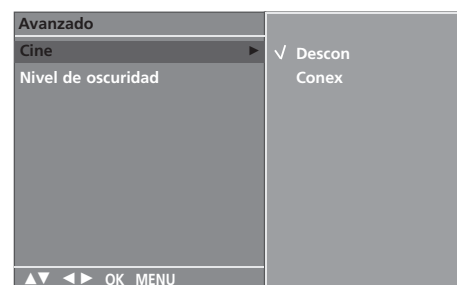 Avanzado
Cine ►
√ Descon
Nivel de oscuridad
Conex
▲▼ ◄► OK MENU